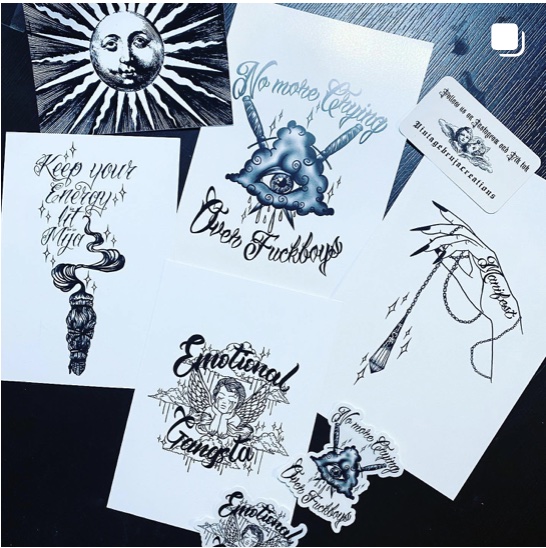 No more Crying
Over Fuckboys
Follow us on Instagram and Tik tok
Vintagebrujacreations
Keep your
Energy
lit
Mija
Manifest
Emotional
Gangsta
No more Crying
Over Fuckboys
Emotional